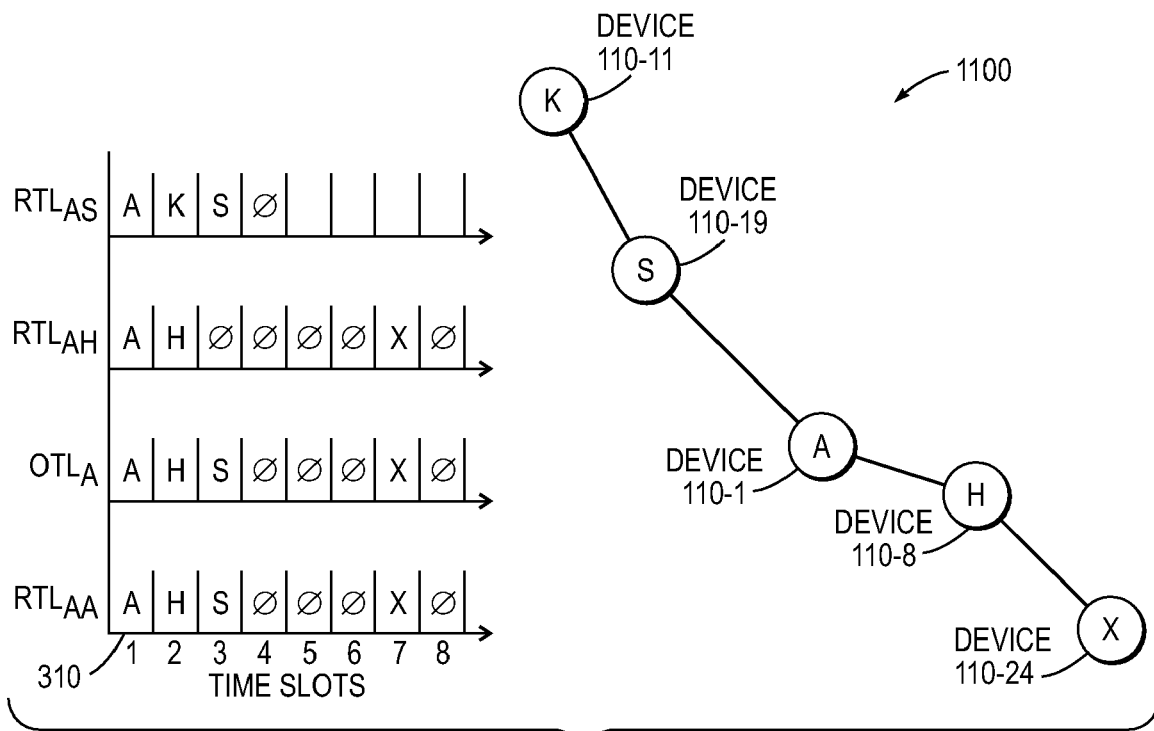 DEVICE
110-11
K
1100
RTLAS A K S ∅
DEVICE
110-19
S
RTLAH A H ∅ ∅ ∅ ∅ X ∅
OTLA A H S ∅ ∅ ∅ X ∅
A
DEVICE
110-1
H
DEVICE
110-8
RTLAA A H S ∅ ∅ ∅ X ∅
1 2 3 4 5 6 7 8
310
TIME SLOTS
X
DEVICE
110-24